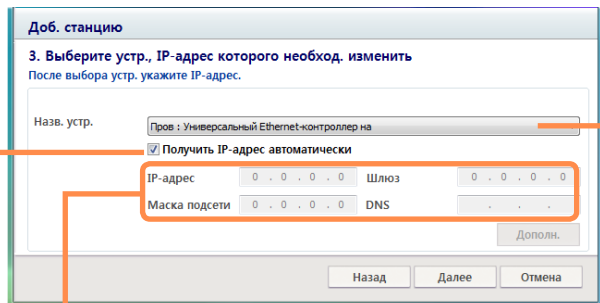 Доб. станцию
3. Выберите устр., IP-адрес которого необход. изменить
После выбора устр. укажите IP-адрес.
Назв. устр.
Пров : Универсальный Ethernet-контроллер на
Получить IP-адрес автоматически
IP-адрес 0 . 0 . 0 . 0 Шлюз 0 . 0 . 0 . 0
Маска подсети 0 . 0 . 0 . 0 DNS . . .
Дополн.
Назад Далее Отмена